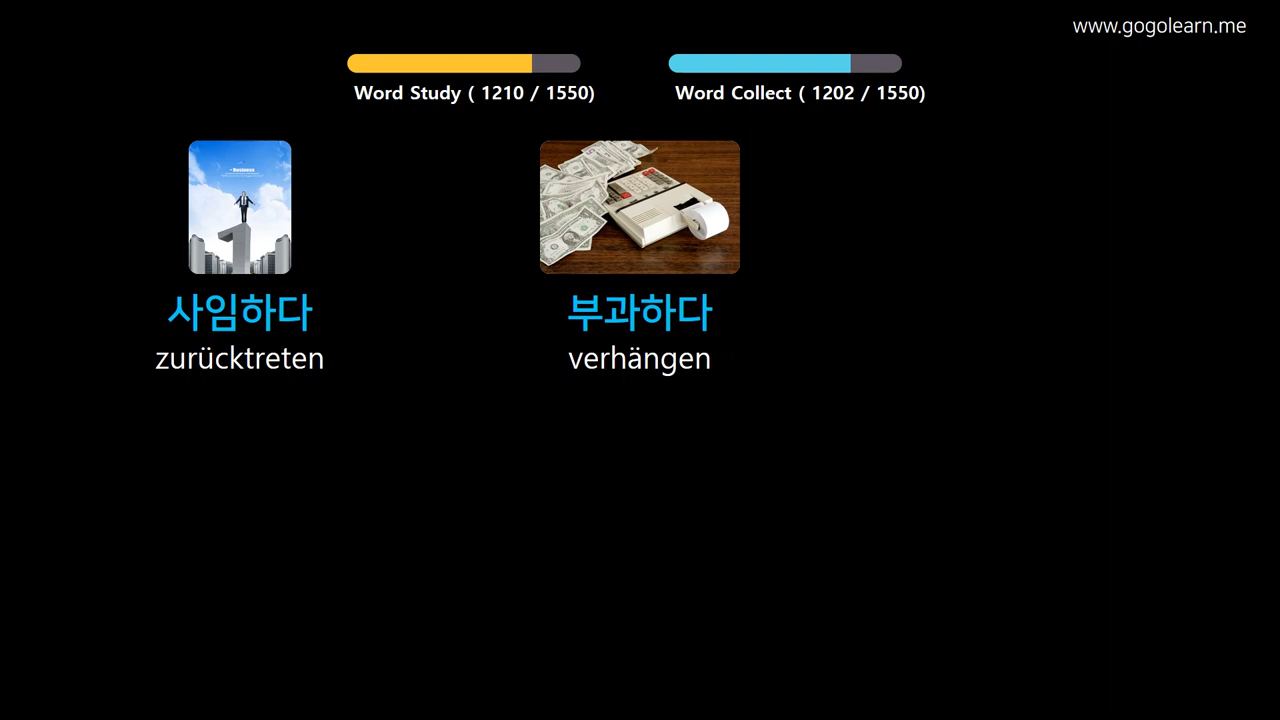 www.gogolearn.me
Word Study ( 1210 / 1550)
Word Collect ( 1202 / 1550)
Business
사임하다
부과하다
zurücktreten
verhängen